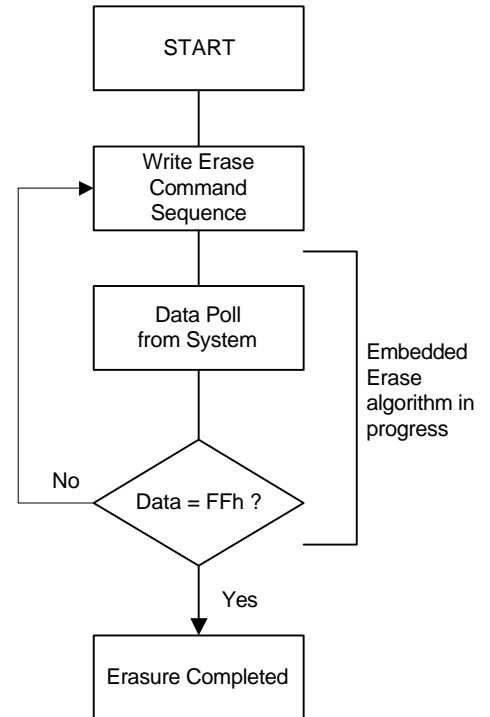 START
Write Erase
Command
Sequence
Data Poll
from System
Embedded
Erase
algorithm in
progress
No
Data = FFh ?
Yes
Erasure Completed